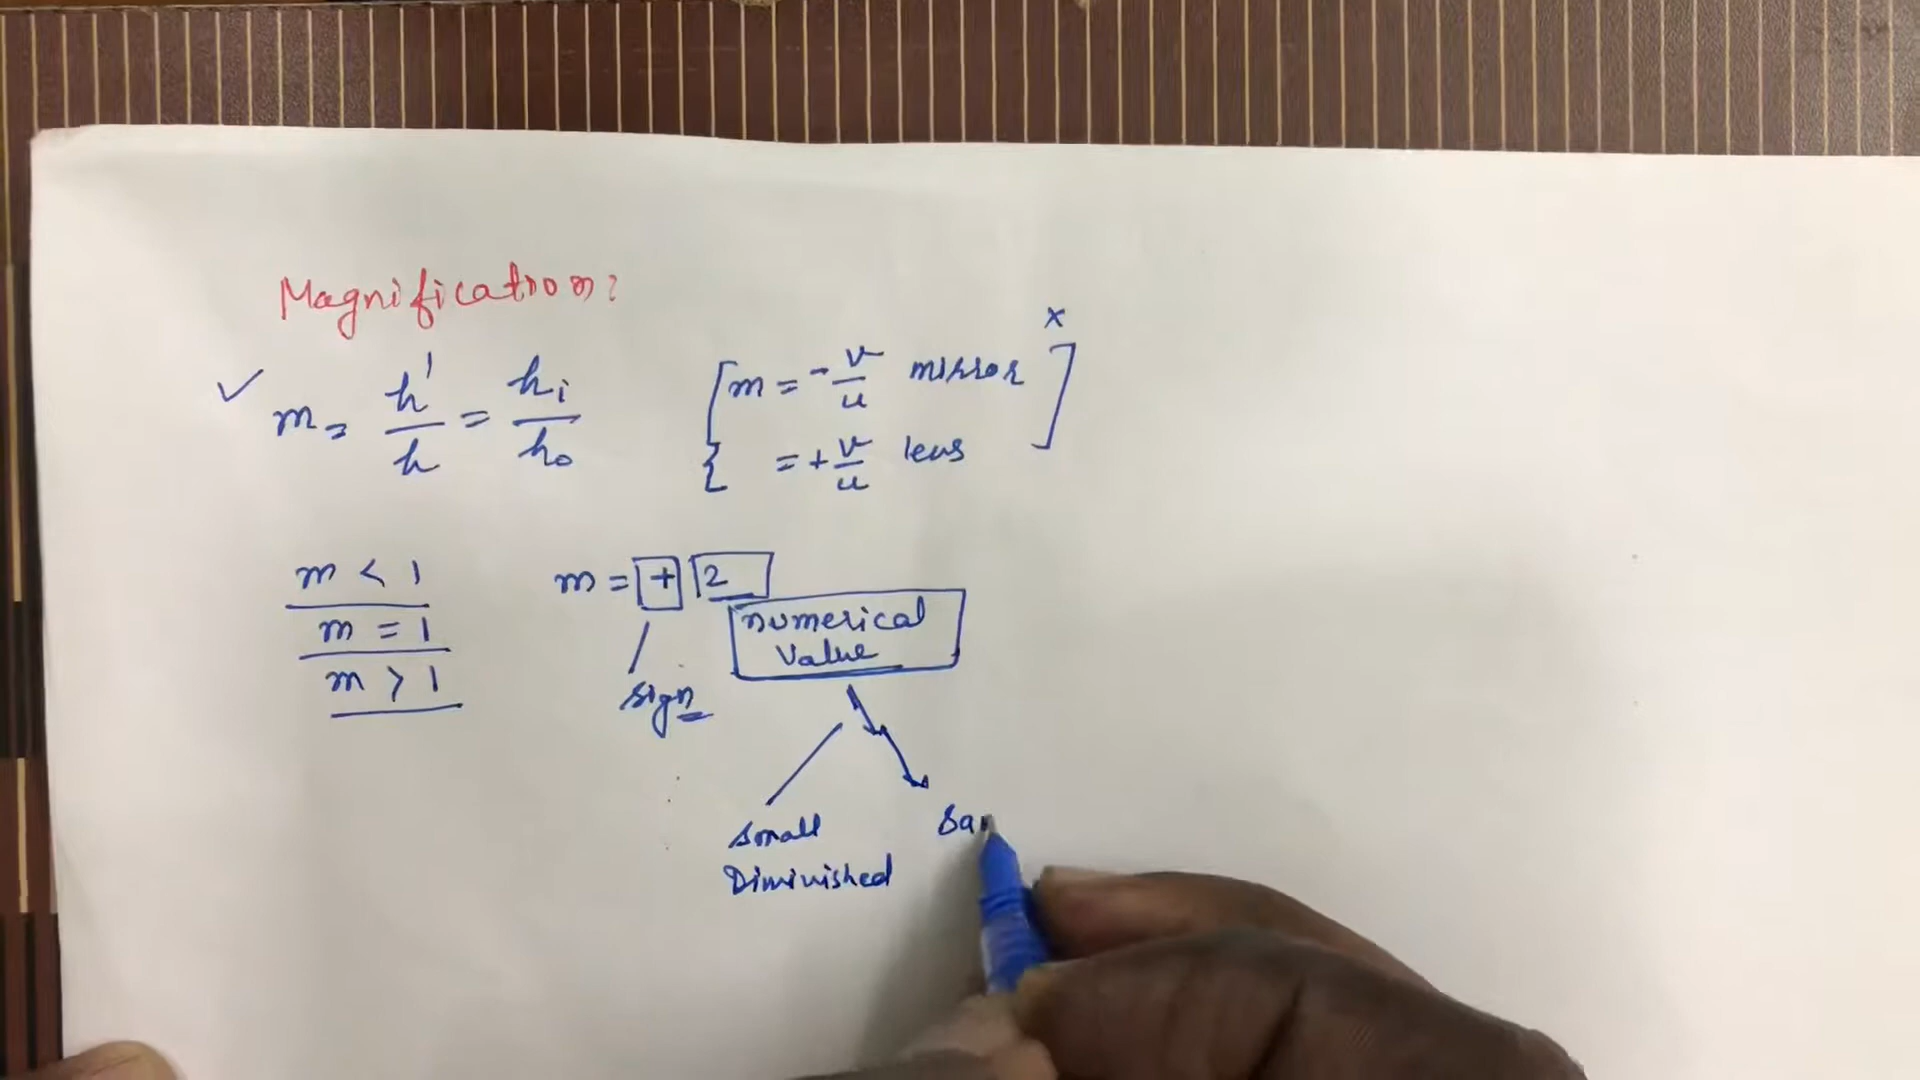 Magnification:
✓ m = h'/h = hi/ho
[ m = -v/u mirror ] x
{ = +v/u lens
m < 1
m = 1
m > 1
m = + 2
numerical
Value
sign
Small
Diminished
Sa